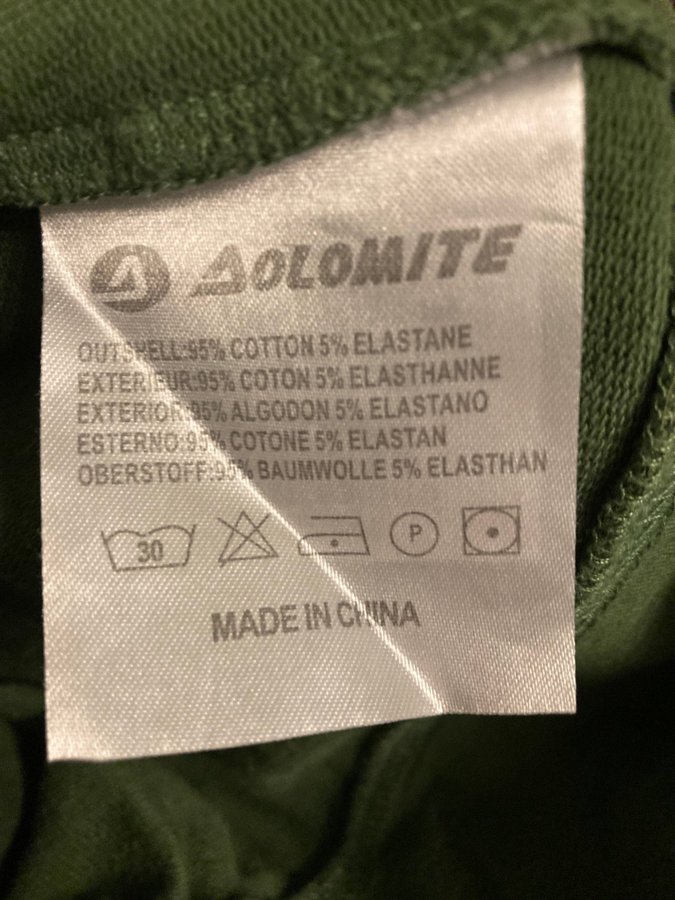 DOLOMITE
OUTSHELL:95% COTTON 5% ELASTANE
EXTERIEUR:95% COTON 5% ELASTHANNE
EXTERIOR:95% ALGODON 5% ELASTANO
ESTERNO:95% COTONE 5% ELASTAN
OBERSTOFF:95% BAUMWOLLE 5% ELASTHAN
30 P
MADE IN CHINA